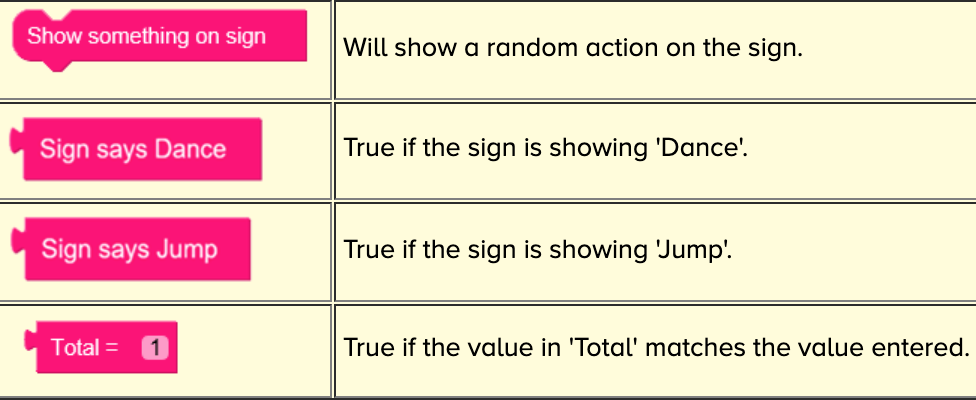 Show something on sign
Will show a random action on the sign.
Sign says Dance
True if the sign is showing 'Dance'.
Sign says Jump
True if the sign is showing 'Jump'.
Total = 1
True if the value in 'Total' matches the value entered.